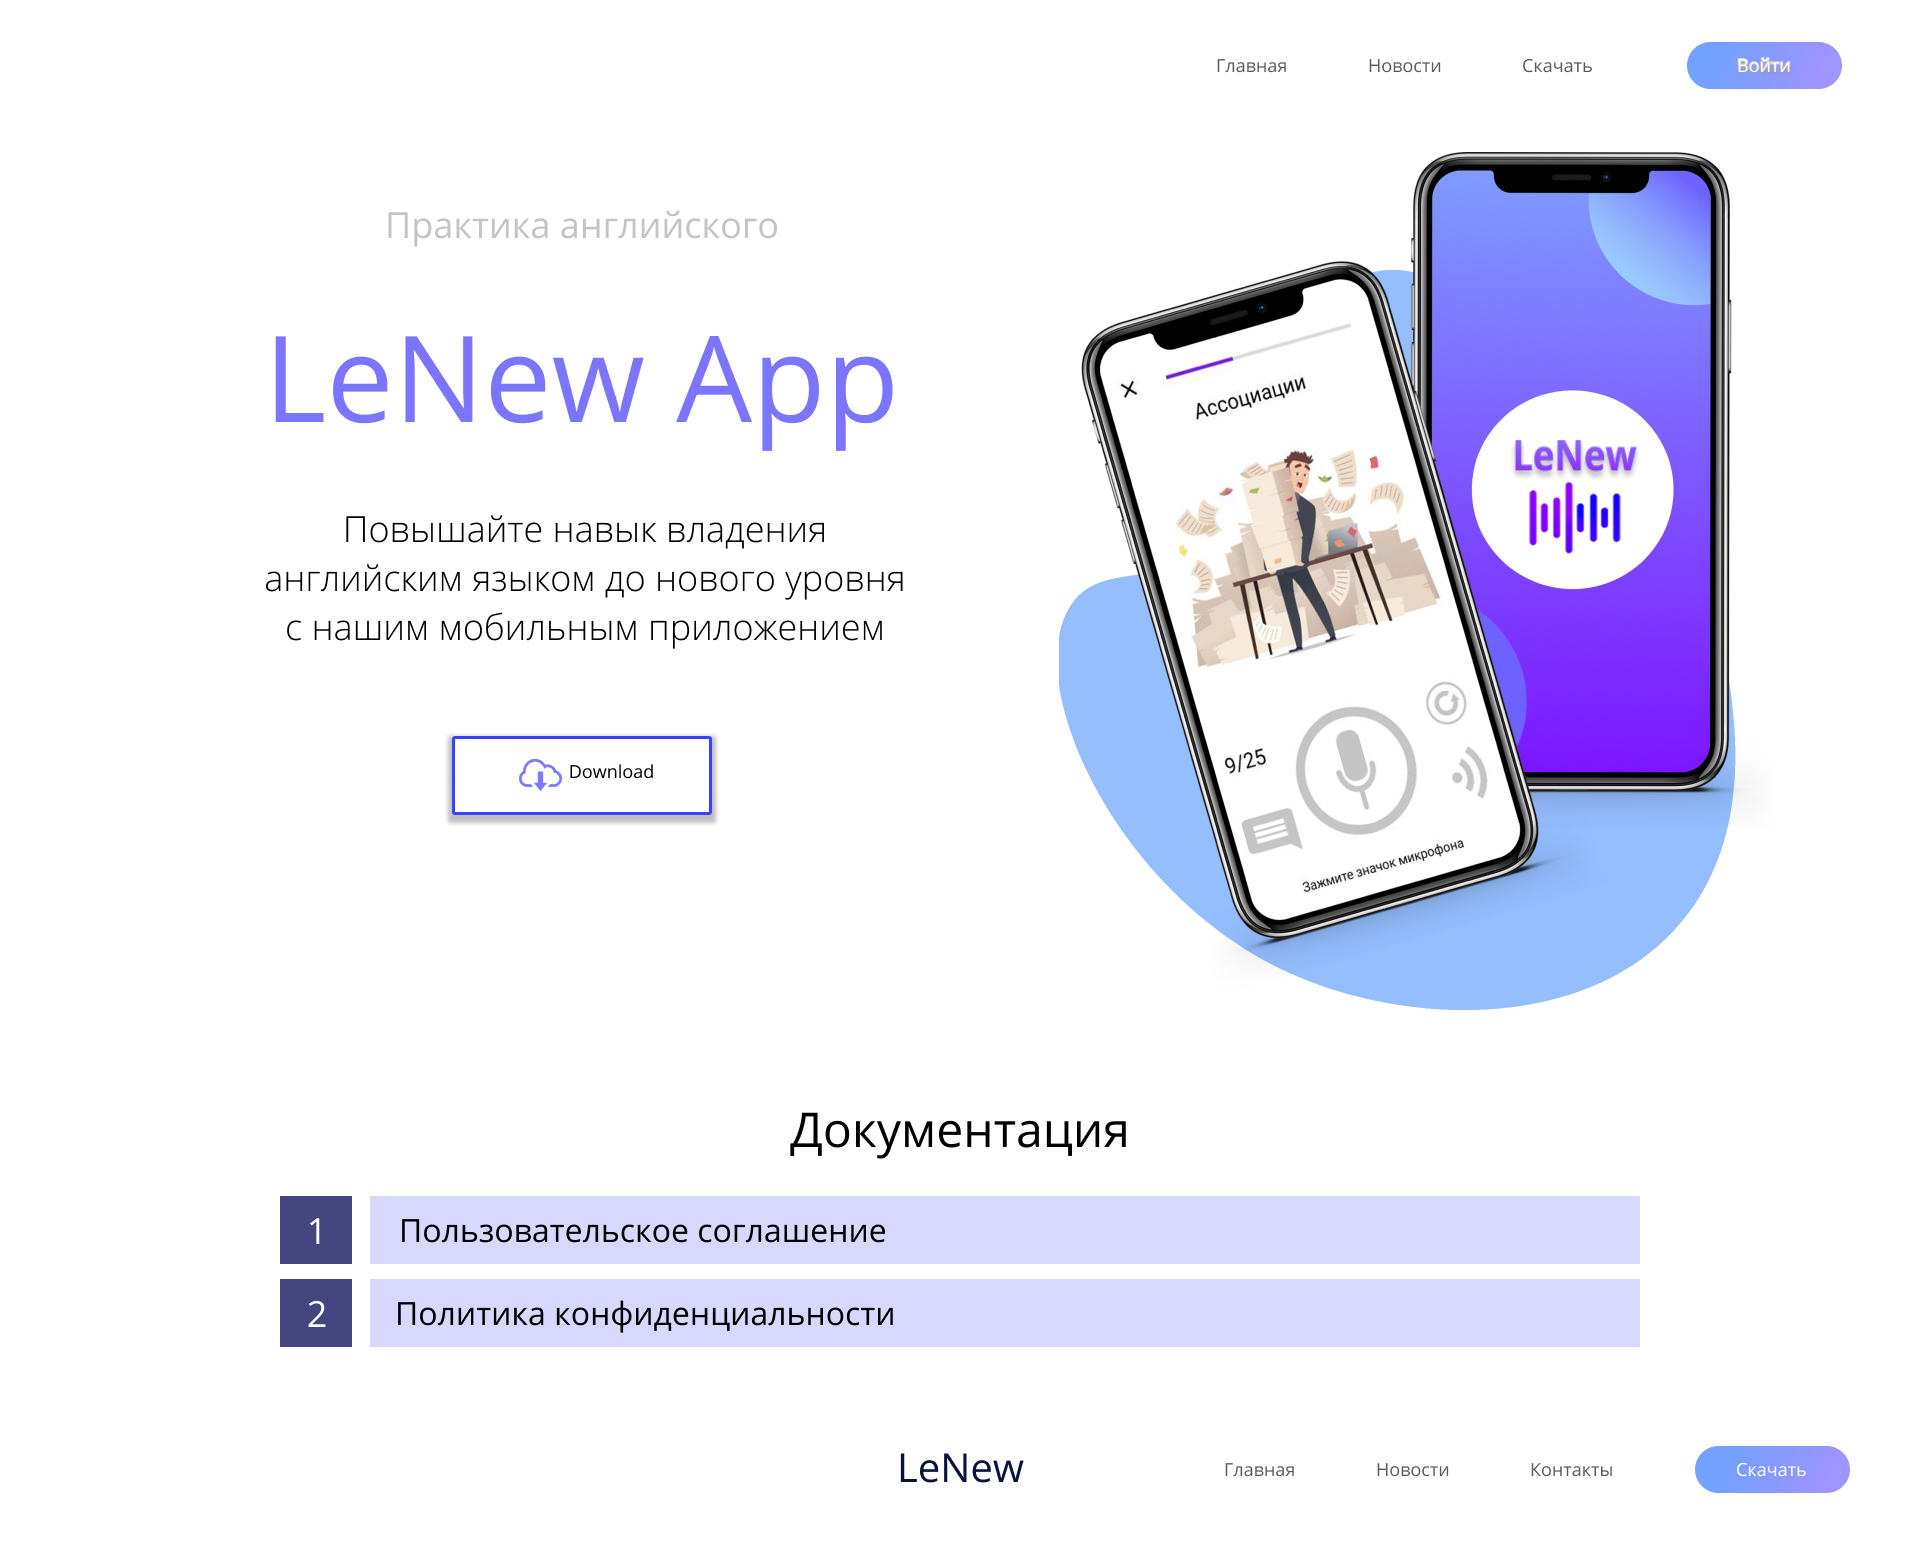 Главная Новости Скачать Войти
Практика английского
LeNew App
Повышайте навык владения
английским языком до нового уровня
с нашим мобильным приложением
Download
Ассоциации
9/25
Зажмите значок микрофона
LeNew
Документация
1 Пользовательское соглашение
2 Политика конфиденциальности
LeNew Главная Новости Контакты Скачать